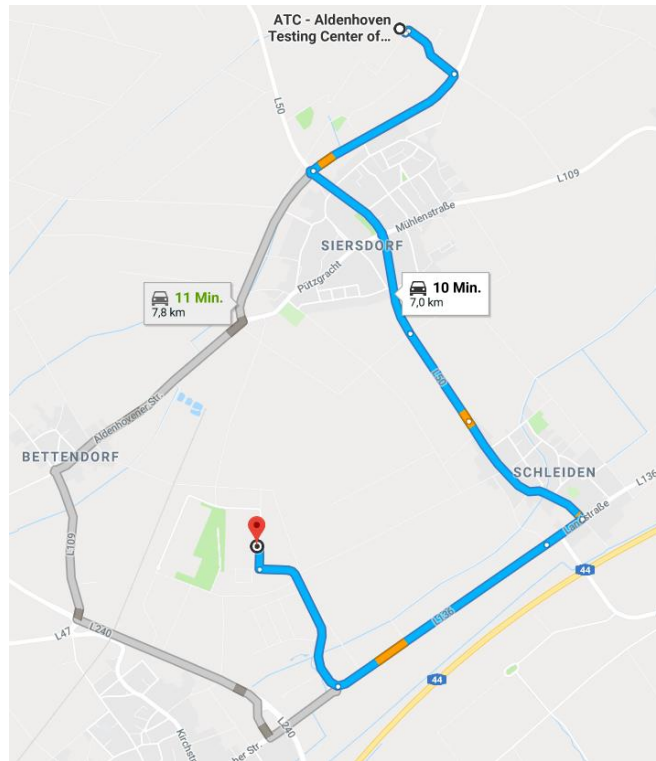 ATC - Aldenhoven
Testing Center of...
L50
L109
Mühlenstraße
SIERSDORF
Pützgracht
11 Min.
7,8 km
10 Min.
7,0 km
L50
Aldenhovener Str.
BETTENDORF
SCHLEIDEN
L136
L109
44
L136
L47
L240
44
L240